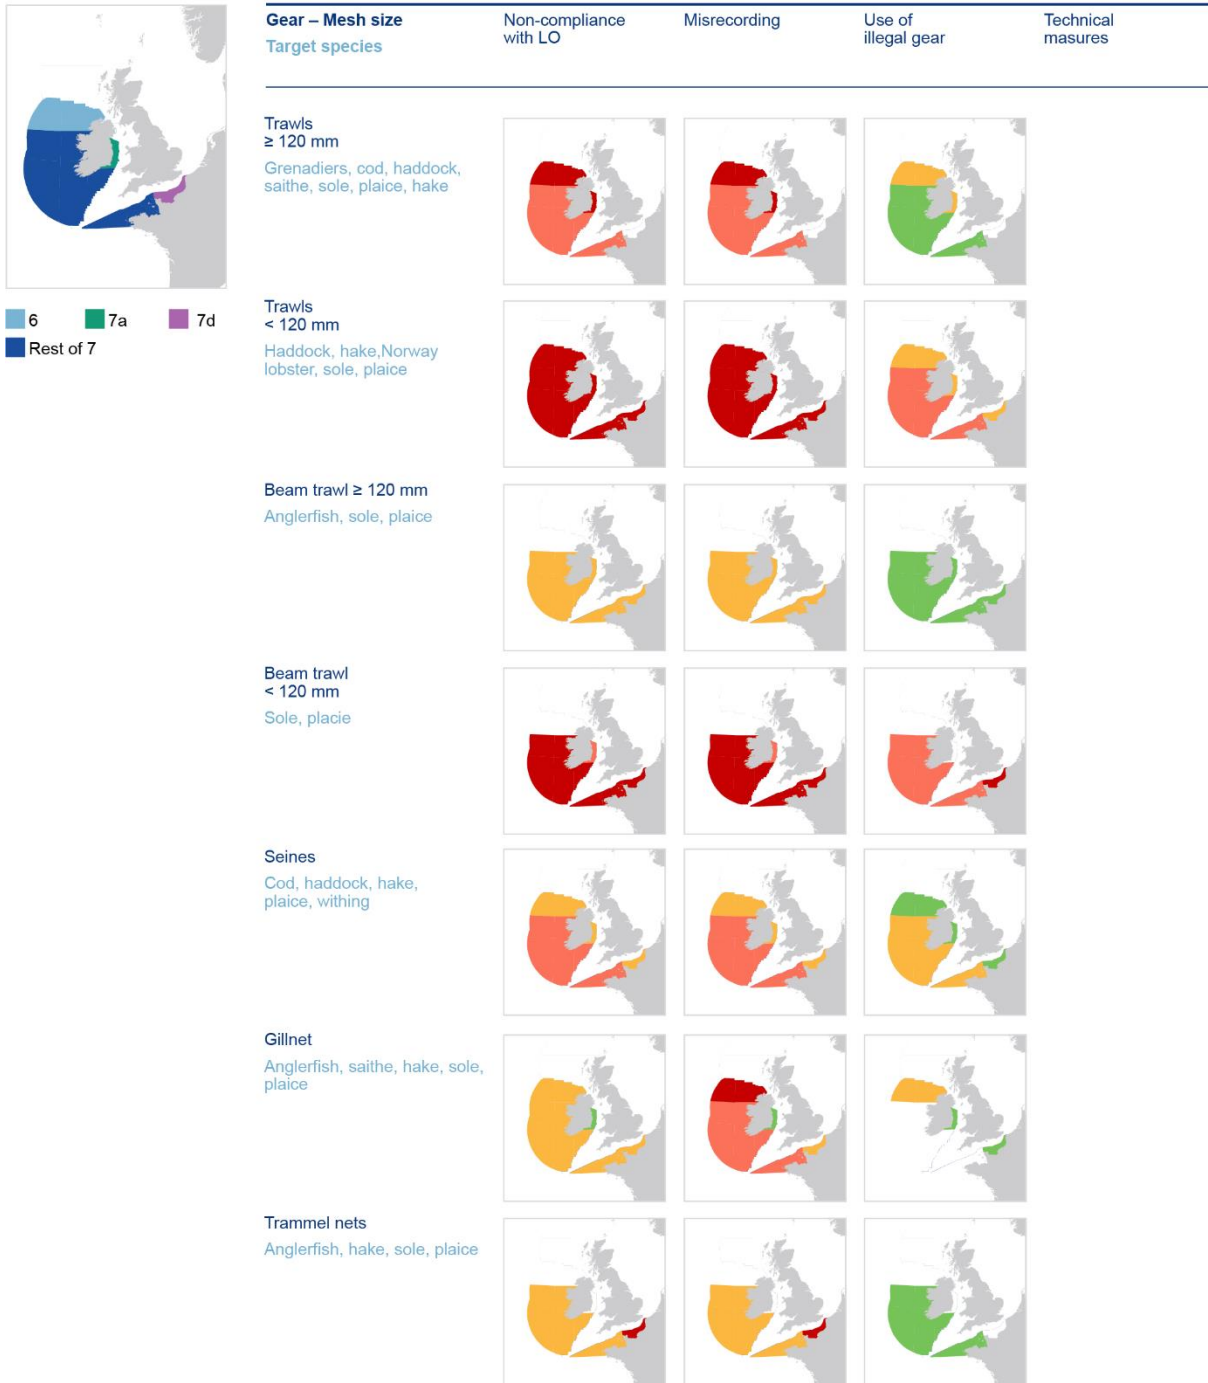 Gear – Mesh size
Target species
Non-compliance
with LO
Misrecording
Use of
illegal gear
Technical
masures
6
7a
7d
Rest of 7
Trawls
≥ 120 mm
Grenadiers, cod, haddock,
saithe, sole, plaice, hake
Trawls
< 120 mm
Haddock, hake,Norway
lobster, sole, plaice
Beam trawl ≥ 120 mm
Anglerfish, sole, plaice
Beam trawl
< 120 mm
Sole, placie
Seines
Cod, haddock, hake,
plaice, withing
Gillnet
Anglerfish, saithe, hake, sole,
plaice
Trammel nets
Anglerfish, hake, sole, plaice